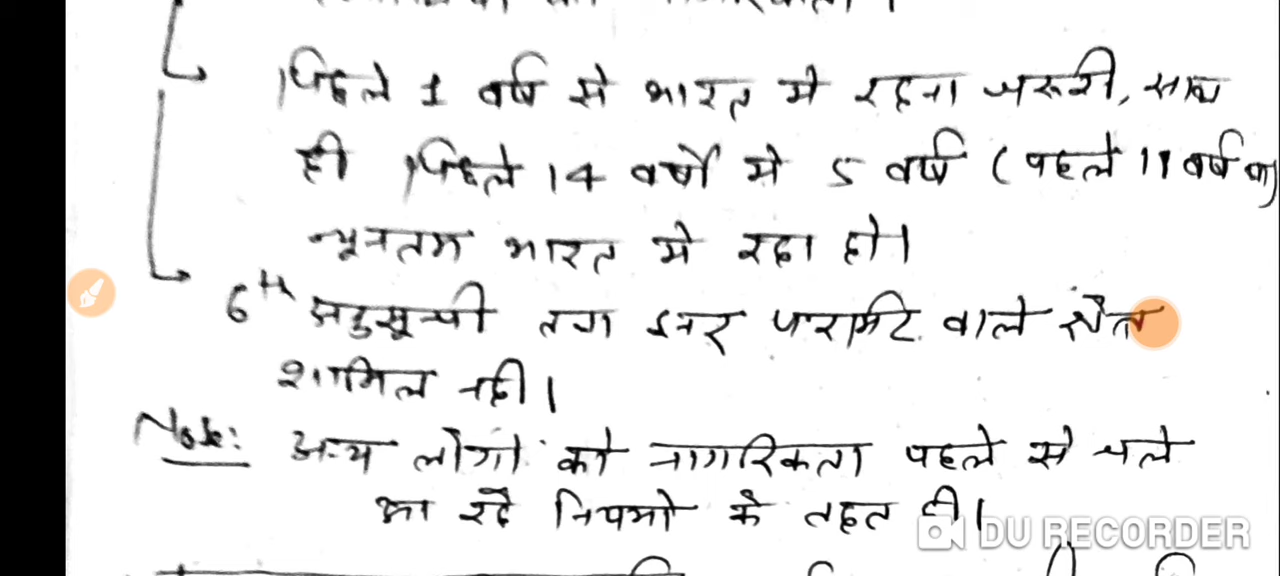 पिछले 1 वर्ष से भारत मे रहना जरूरी, साथ
ही पिछले 14 वर्षों मे 5 वर्ष ( पहले 11 वर्ष था)
न्यूनतम भारत मे रहा हो।
6th अनुसूची तथा इनर परमिट वाले क्षेत्र
शामिल नही।
Note: अन्य लोगों को नागरिकता पहले से चले
आ रहे नियमो के तहत ही।
DU RECORDER